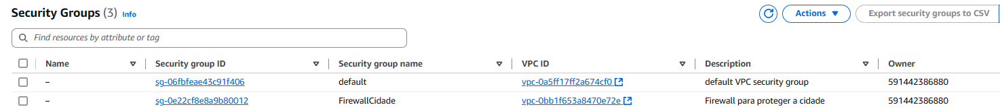 Security Groups (3) Info
Actions Export security groups to CSV
Find resources by attribute or tag
Name Security group ID Security group name VPC ID Description Owner
– sg-06fbfeae43c91f406 default vpc-0a5ff17ff2a674cf0 default VPC security group 591442386880
– sg-0e22cf8e8a9b80012 FirewallCidade vpc-0bb1f653a8470e72e Firewall para proteger a cidade 591442386880